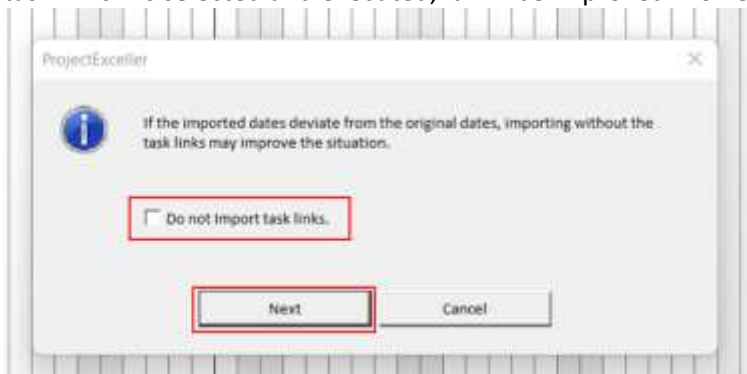 ProjectExceller
If the imported dates deviate from the original dates, importing without the
task links may improve the situation.
Do not Import task links.
Next
Cancel